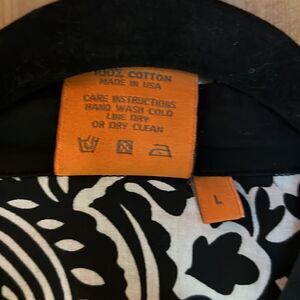 100% COTTON
MADE IN USA
CARE INSTRUCTIONS
HAND WASH COLD
LINE DRY
OR DRY CLEAN
L